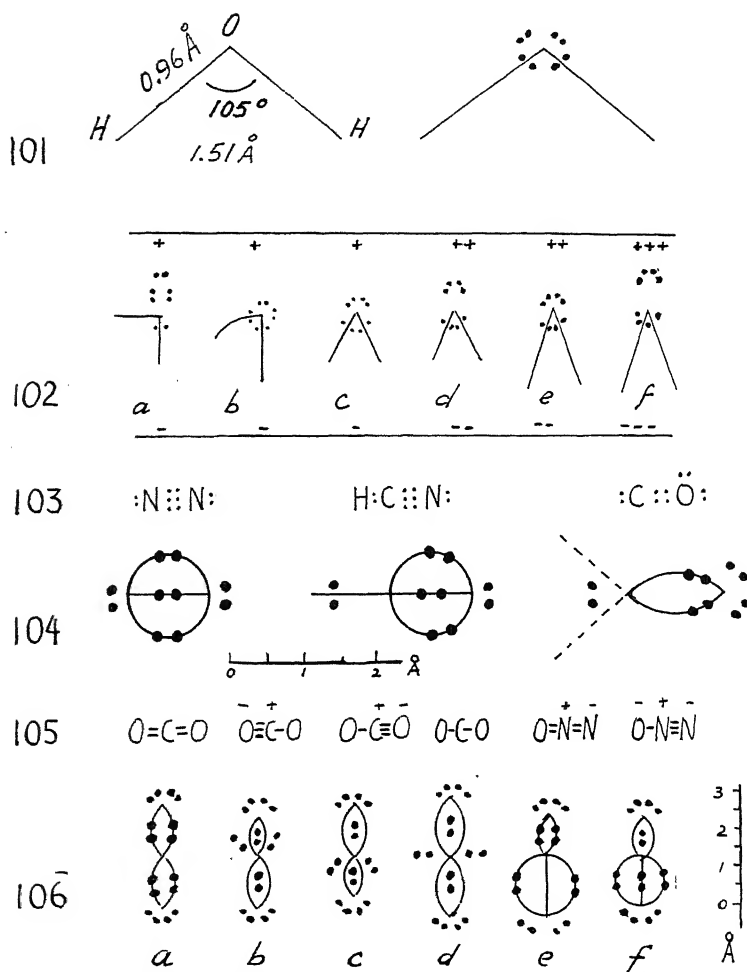 O
0.96Å
105°
H H
1.51Å
101
+ + + ++ ++ +++
a b c d e f
102
- - - -- -- ---
103 :N⫶⫶N: H:C⫶⫶N: :C::Ö:
104
0 1 2 Å
- + + - + - - + -
105 O=C=O O≡C-O O-C≡O O-C-O O=N=N O-N≡N
3
2
1
106
0
a b c d e f Å